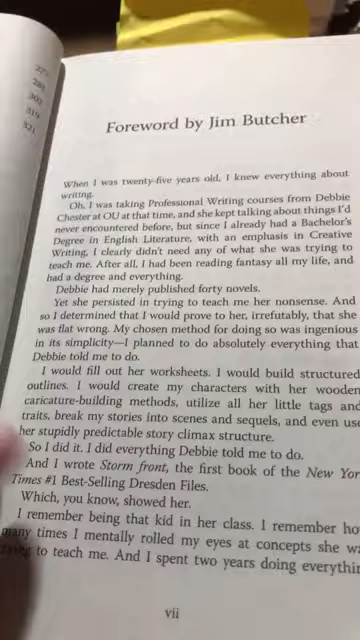 275
289
303
319
321
Foreword by Jim Butcher
When I was twenty-five years old, I knew everything about
writing.
Oh, I was taking Professional Writing courses from Debbie
Chester at OU at that time, and she kept talking about things I'd
never encountered before, but since I already had a Bachelor's
Degree in English Literature, with an emphasis in Creative
Writing, I clearly didn't need any of what she was trying to
teach me. After all, I had been reading fantasy all my life, and
had a degree and everything.
Debbie had merely published forty novels.
Yet she persisted in trying to teach me her nonsense. And
so I determined that I would prove to her, irrefutably, that she
was flat wrong. My chosen method for doing so was ingenious
in its simplicity—I planned to do absolutely everything that
Debbie told me to do.
I would fill out her worksheets. I would build structured
outlines. I would create my characters with her wooden
caricature-building methods, utilize all her little tags and
traits, break my stories into scenes and sequels, and even use
her stupidly predictable story climax structure.
So I did it. I did everything Debbie told me to do.
And I wrote Storm front, the first book of the New Yor
Times #1 Best-Selling Dresden Files.
Which, you know, showed her.
I remember being that kid in her class. I remember ho
many times I mentally rolled my eyes at concepts she wa
to teach me. And I spent two years doing everythin
vii